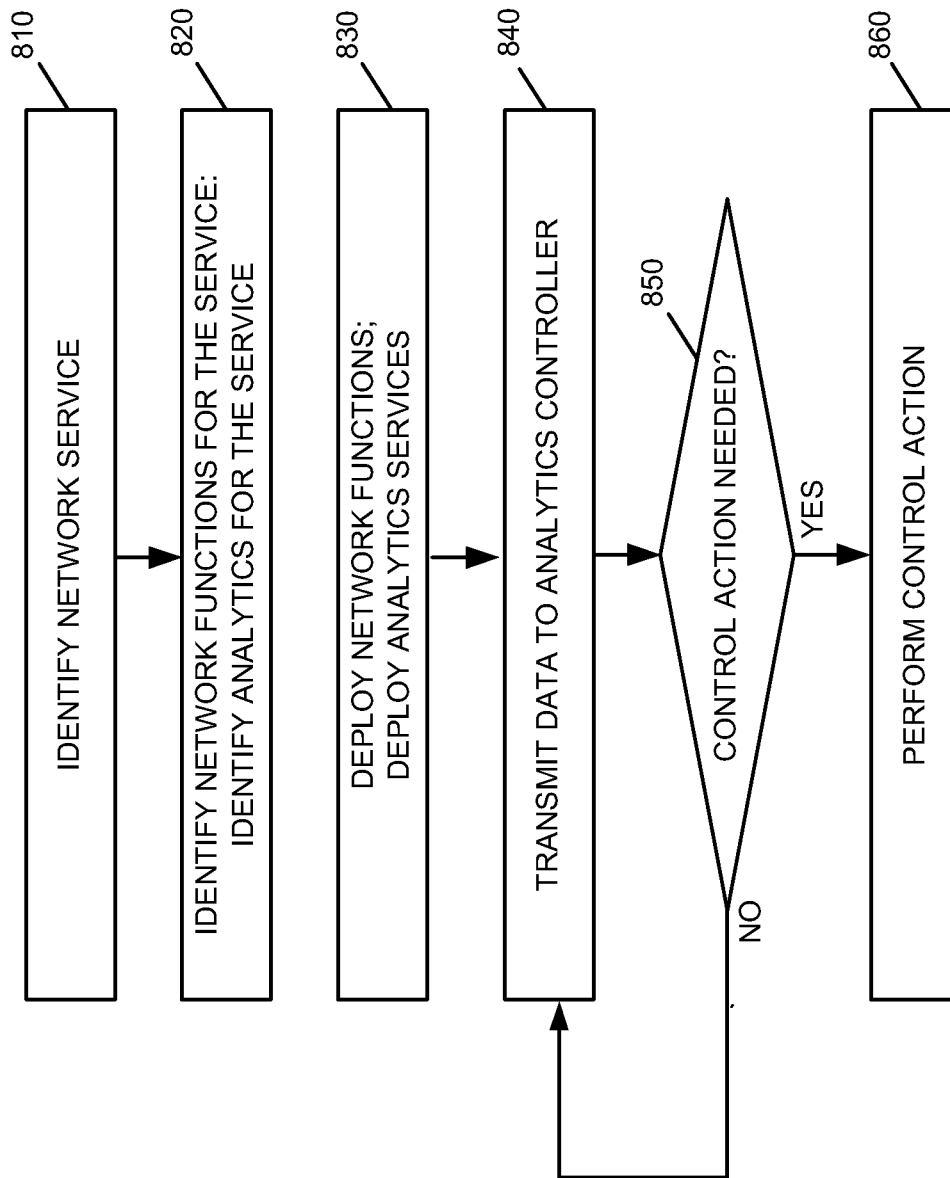 810
IDENTIFY NETWORK SERVICE
820
IDENTIFY NETWORK FUNCTIONS FOR THE SERVICE:
IDENTIFY ANALYTICS FOR THE SERVICE
830
DEPLOY NETWORK FUNCTIONS;
DEPLOY ANALYTICS SERVICES
840
TRANSMIT DATA TO ANALYTICS CONTROLLER
850
CONTROL ACTION NEEDED?
NO
YES
860
PERFORM CONTROL ACTION